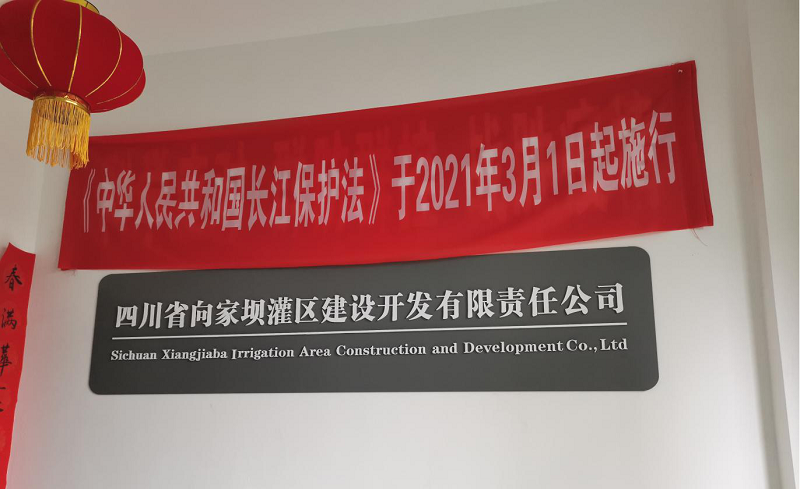 《中华人民共和国长江保护法》于2021年3月1日起施行
四川省向家坝灌区建设开发有限责任公司
Sichuan Xiangjiaba Irrigation Area Construction and Development Co., Ltd
春满